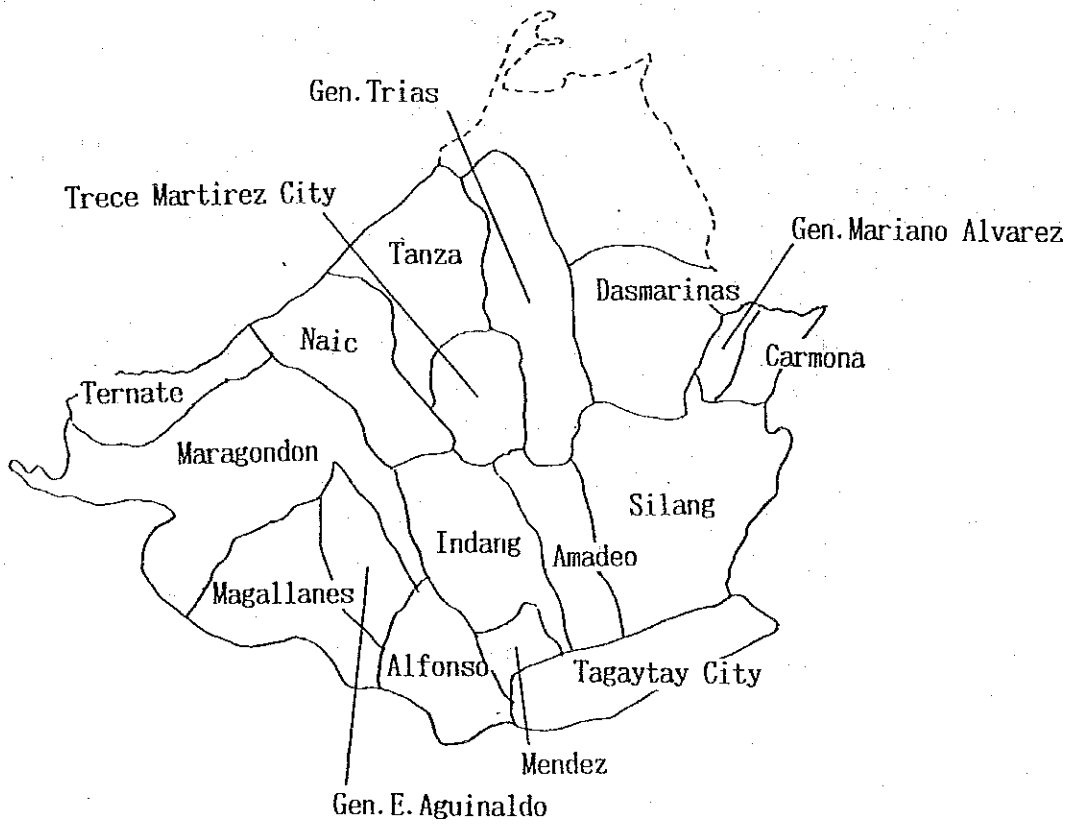 Gen.Trias
Trece Martirez City
Gen.Mariano Alvarez
Tanza
Dasmarinas
Naic
Carmona
Ternate
Maragondon
Silang
Indang
Amadeo
Magallanes
Alfonso
Tagaytay City
Mendez
Gen.E.Aguinaldo